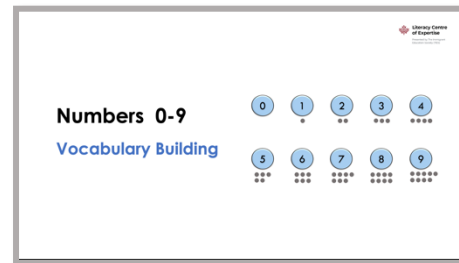 Literacy Centre
of Expertise
Numbers 0-9
Vocabulary Building
0 1 2 3 4
5 6 7 8 9